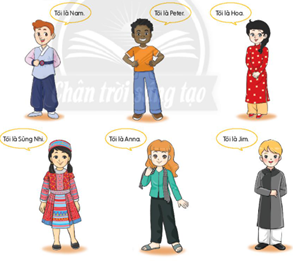 Tôi là Nam.
Tôi là Peter.
Tôi là Hoa.
Chân trời sáng tạo
Tôi là Sùng Nhi.
Tôi là Anna.
Tôi là Jim.